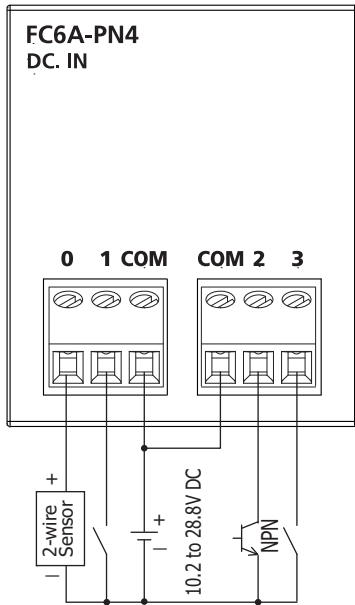 FC6A-PN4
DC. IN
0 1 COM
COM 2 3
+
2-wire
Sensor
−
+
−
10.2 to 28.8V DC
NPN